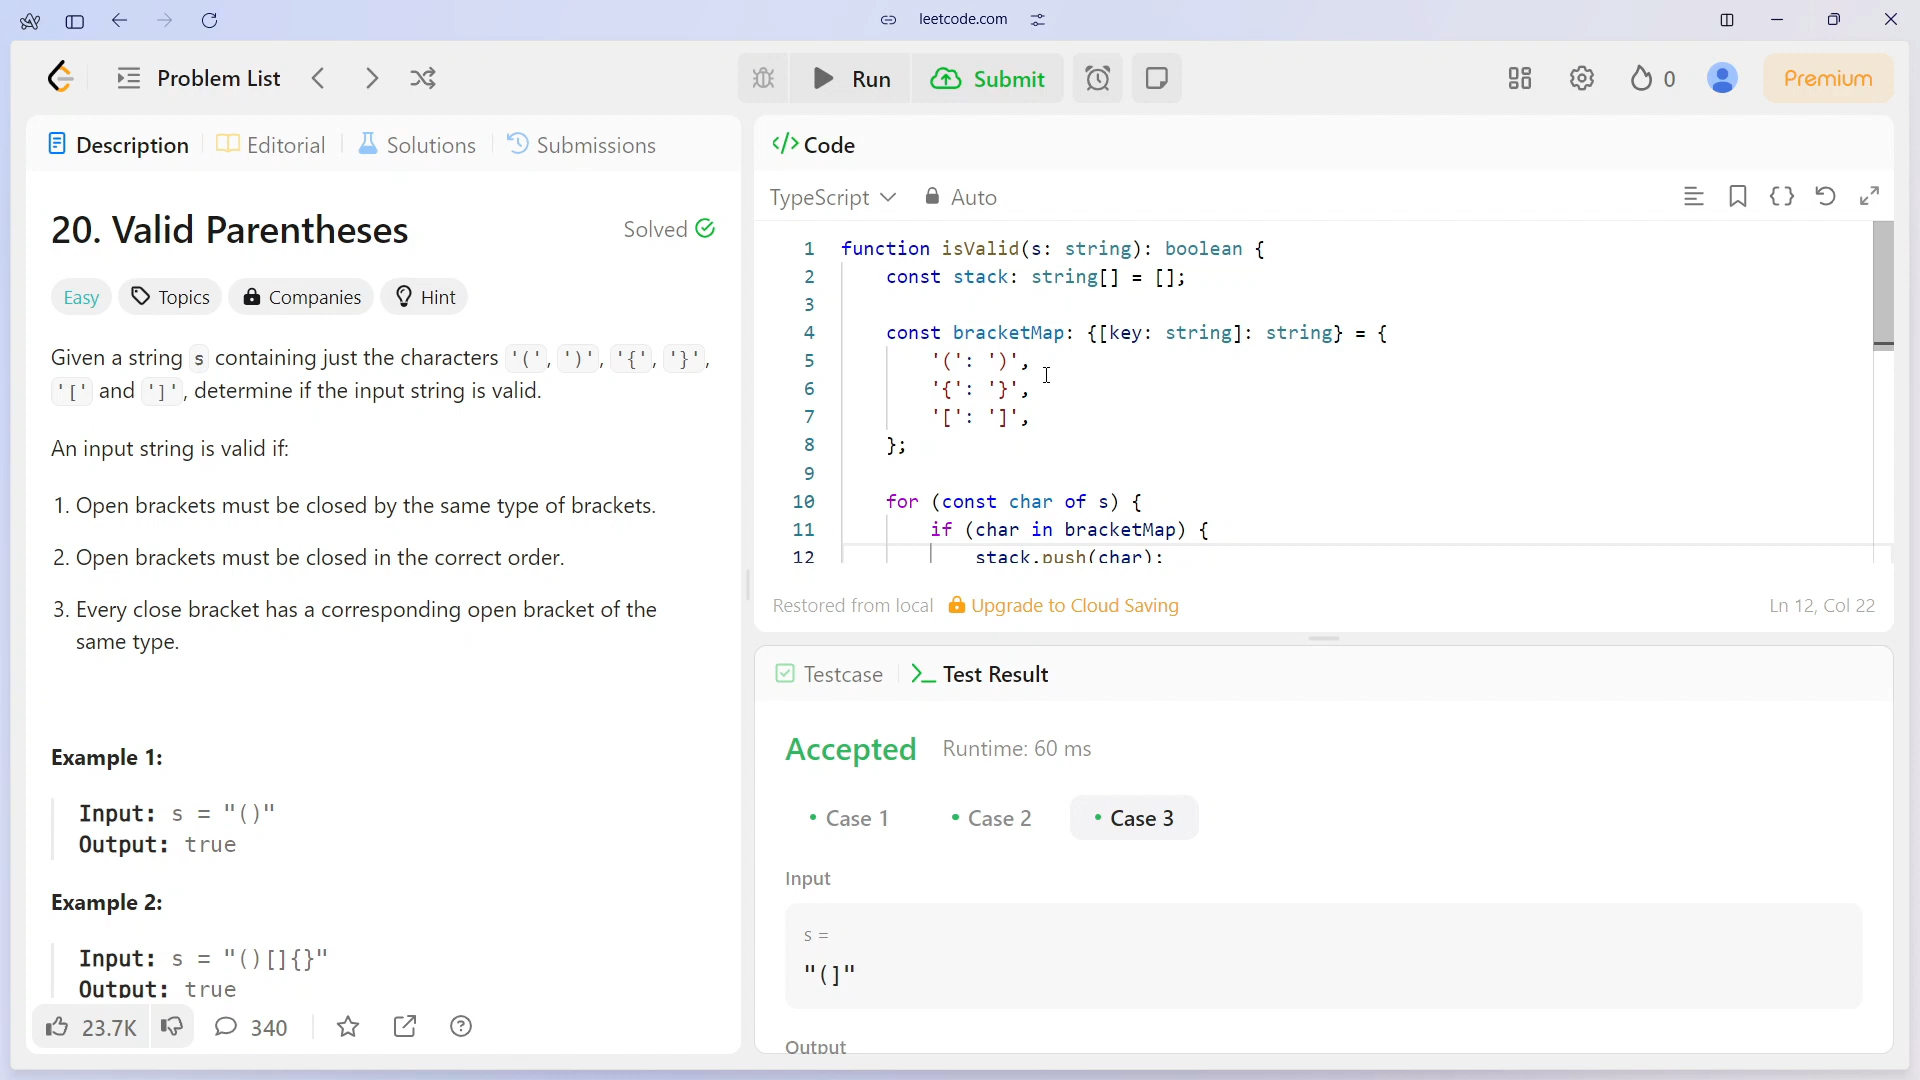 leetcode.com
Problem List
Run
Submit
0
Premium
Description
Editorial
Solutions
Submissions
20. Valid Parentheses
Solved
Easy
Topics
Companies
Hint
Given a string s containing just the characters '(', ')', '{', '}',
'[' and ']', determine if the input string is valid.
An input string is valid if:
1. Open brackets must be closed by the same type of brackets.
2. Open brackets must be closed in the correct order.
3. Every close bracket has a corresponding open bracket of the
same type.
Example 1:
Input: s = "()"
Output: true
Example 2:
Input: s = "()[]{}"
Output: true
23.7K
340
</> Code
TypeScript
Auto
1 function isValid(s: string): boolean {
2 const stack: string[] = [];
3
4 const bracketMap: {[key: string]: string} = {
5 '(': ')',
6 '{': '}',
7 '[': ']',
8 };
9
10 for (const char of s) {
11 if (char in bracketMap) {
12 stack.push(char);
Restored from local
Upgrade to Cloud Saving
Ln 12, Col 22
Testcase
Test Result
Accepted
Runtime: 60 ms
• Case 1
• Case 2
• Case 3
Input
s =
"(]"
Output